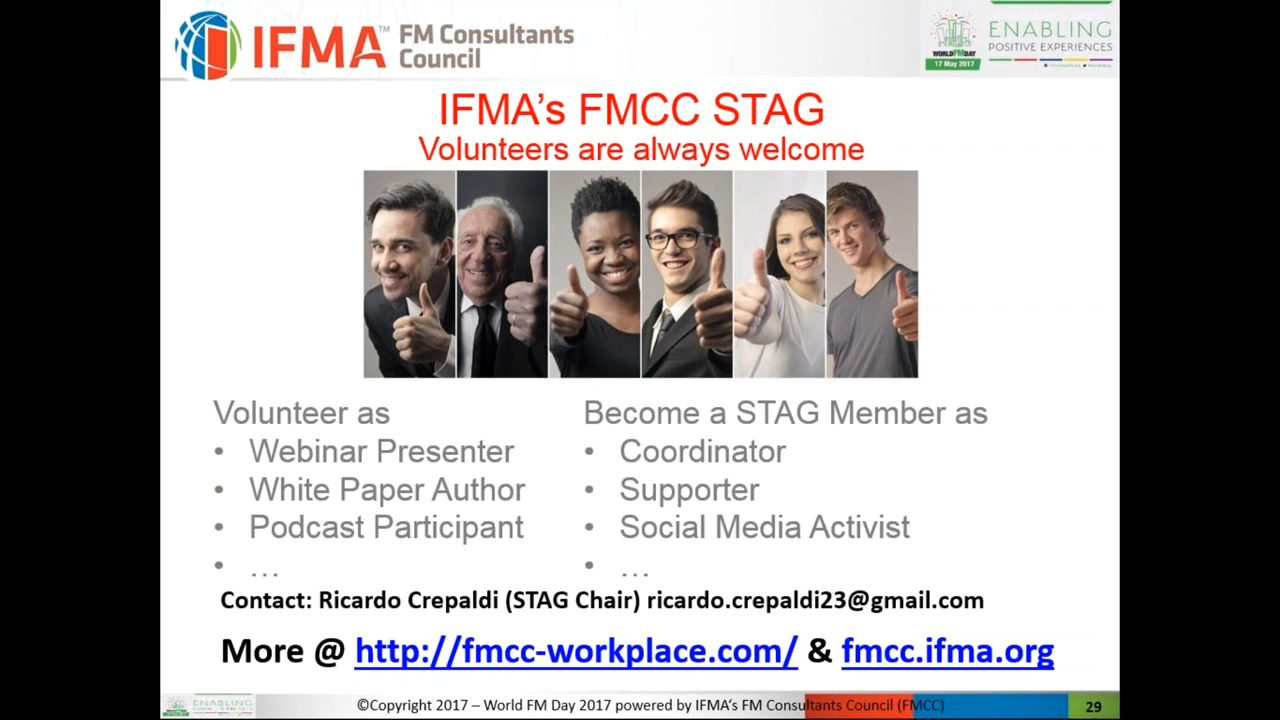 IFMA™ FM Consultants
Council
WORLD FM DAY
17 May 2017
ENABLING
POSITIVE EXPERIENCES
IFMA's FMCC STAG
Volunteers are always welcome
Volunteer as
• Webinar Presenter
• White Paper Author
• Podcast Participant
• …
Become a STAG Member as
• Coordinator
• Supporter
• Social Media Activist
• …
Contact: Ricardo Crepaldi (STAG Chair) ricardo.crepaldi23@gmail.com
More @ http://fmcc-workplace.com/ & fmcc.ifma.org
ENABLING
©Copyright 2017 – World FM Day 2017 powered by IFMA's FM Consultants Council (FMCC)
29